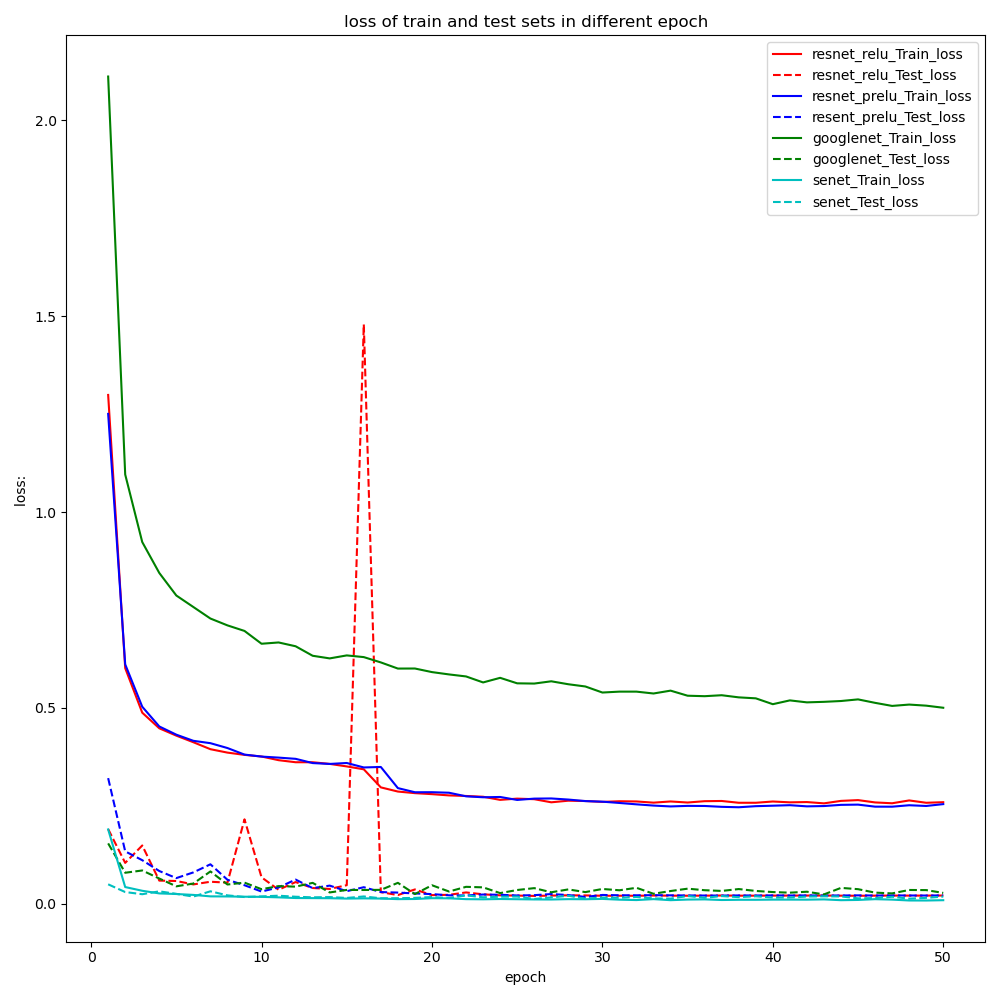 loss of train and test sets in different epoch
resnet_relu_Train_loss
resnet_relu_Test_loss
resnet_prelu_Train_loss
resent_prelu_Test_loss
googlenet_Train_loss
googlenet_Test_loss
senet_Train_loss
senet_Test_loss
2.0
1.5
1.0
0.5
0.0
loss:
0
10
20
30
40
50
epoch